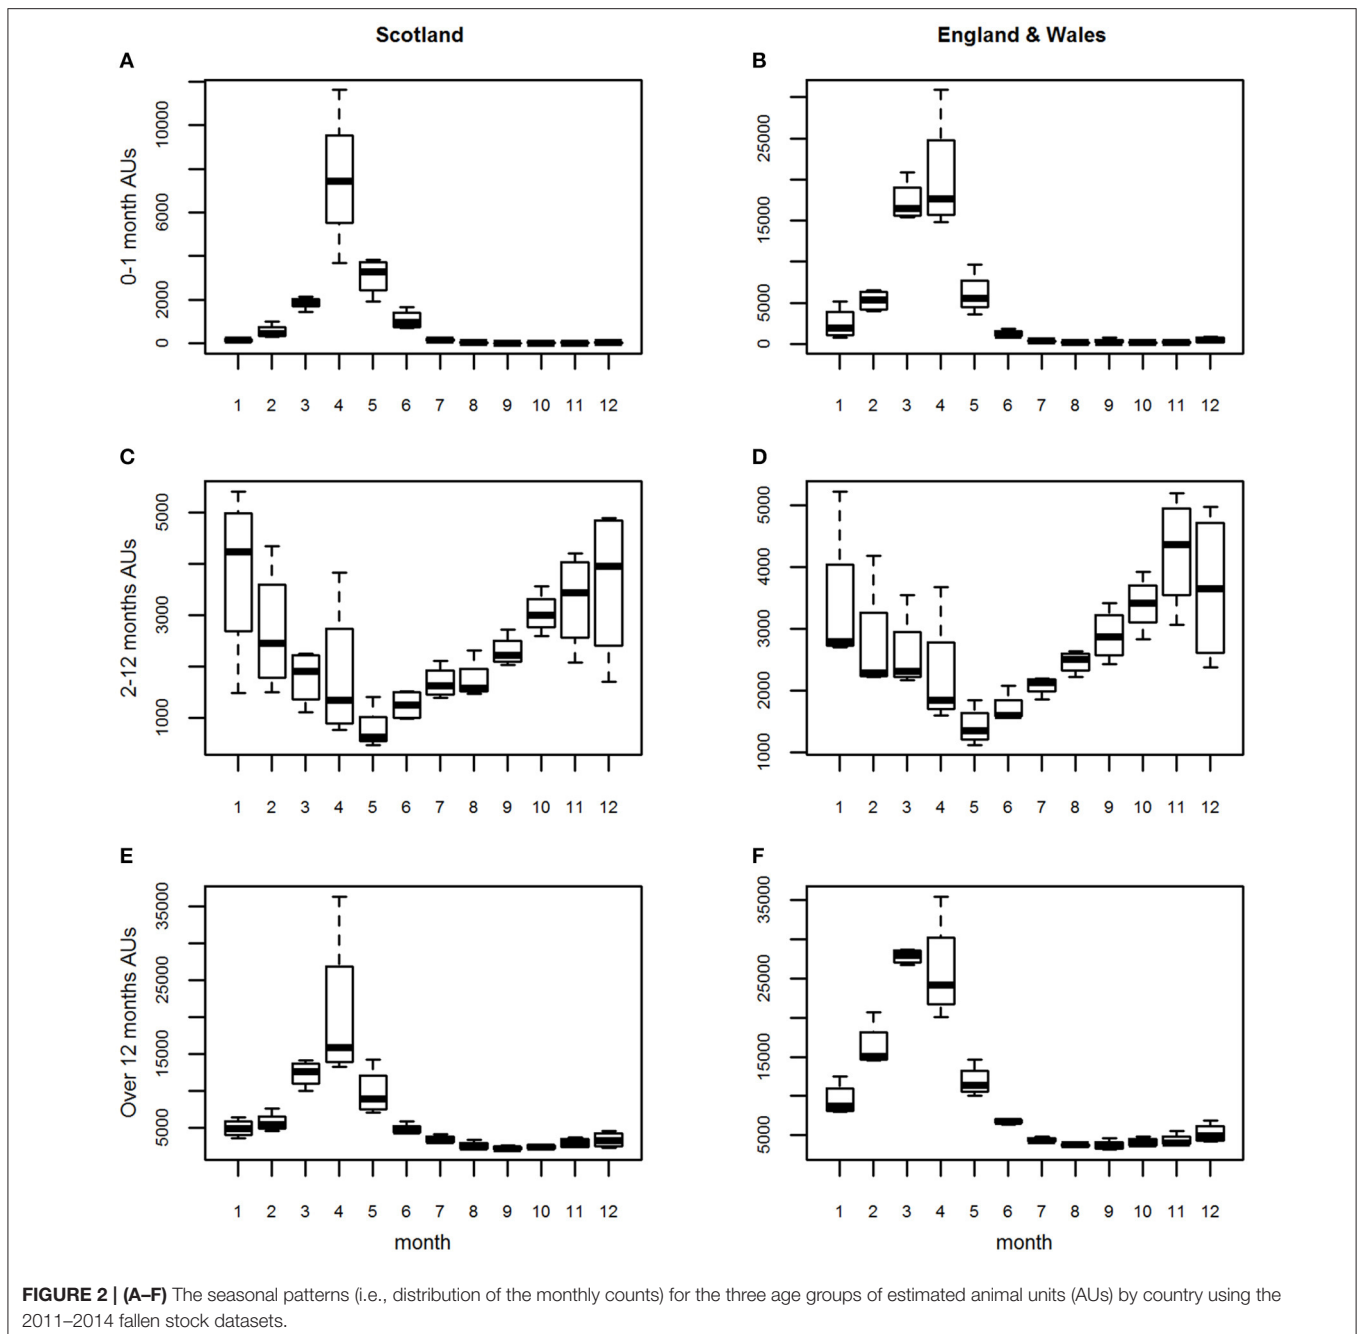 Scotland
England & Wales
A
0-1 month AUs
10000
6000
2000
0
1 2 3 4 5 6 7 8 9 10 11 12
B
25000
15000
5000
0
1 2 3 4 5 6 7 8 9 10 11 12
C
2-12 months AUs
5000
3000
1000
1 2 3 4 5 6 7 8 9 10 11 12
D
5000
4000
3000
2000
1000
1 2 3 4 5 6 7 8 9 10 11 12
E
Over 12 months AUs
35000
25000
15000
5000
1 2 3 4 5 6 7 8 9 10 11 12
month
F
35000
25000
15000
5000
1 2 3 4 5 6 7 8 9 10 11 12
month
FIGURE 2 | (A–F) The seasonal patterns (i.e., distribution of the monthly counts) for the three age groups of estimated animal units (AUs) by country using the
2011–2014 fallen stock datasets.